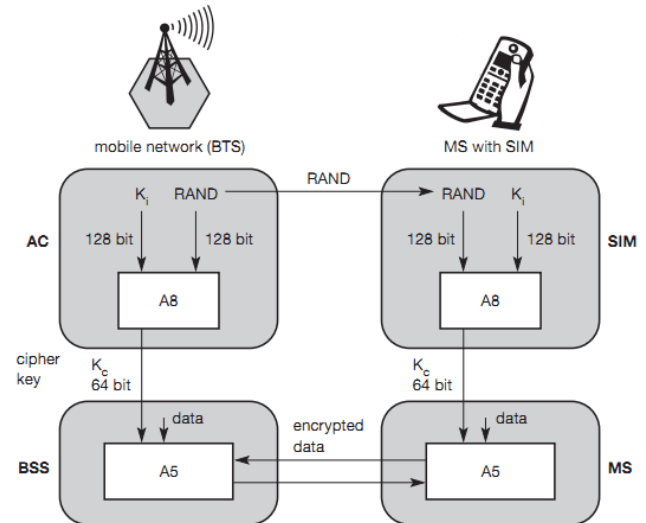 mobile network (BTS)
MS with SIM
RAND
AC
Ki
RAND
128 bit
128 bit
A8
RAND
Ki
128 bit
128 bit
A8
SIM
cipher
key
Kc
64 bit
Kc
64 bit
BSS
data
A5
encrypted
data
data
A5
MS